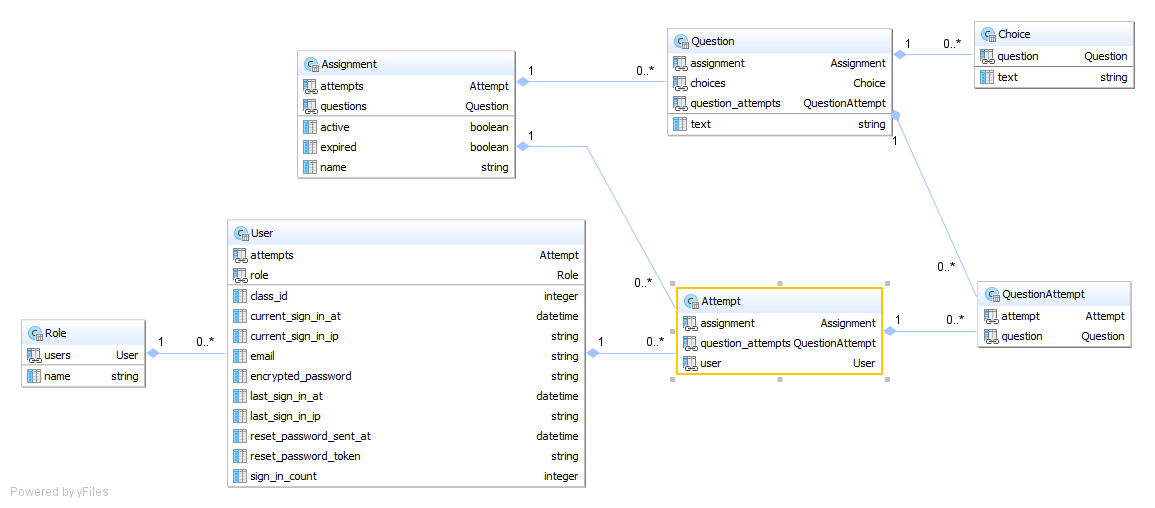 Assignment
attempts Attempt
questions Question
active boolean
expired boolean
name string
1 0..*
1 0..*
Question
assignment Assignment
choices Choice
question_attempts QuestionAttempt
text string
1 0..*
1 0..*
Choice
question Question
text string
User
attempts Attempt
role Role
class_id integer
current_sign_in_at datetime
current_sign_in_ip string
email string
encrypted_password string
last_sign_in_at datetime
last_sign_in_ip string
reset_password_sent_at datetime
reset_password_token string
sign_in_count integer
Role
users User
name string
1 0..*
1 0..*
Attempt
assignment Assignment
question_attempts QuestionAttempt
user User
1 0..*
QuestionAttempt
attempt Attempt
question Question
Powered by yFiles